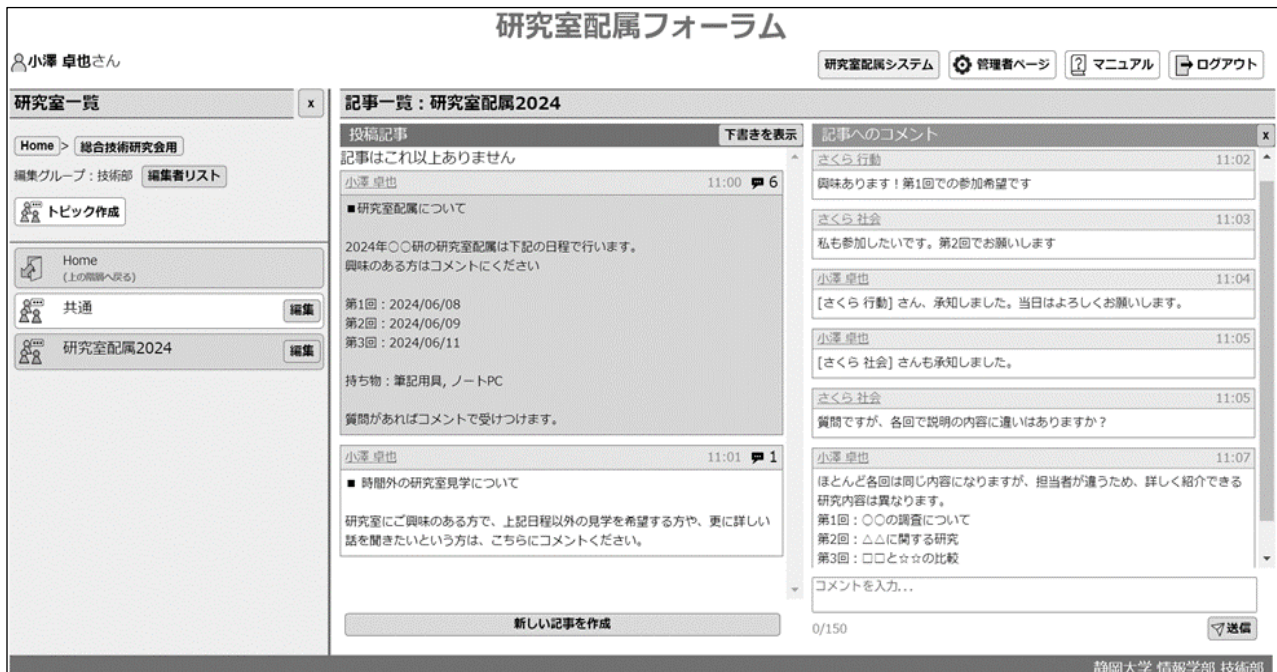 研究室配属フォーラム
小澤 卓也さん
研究室配属システム
管理者ページ
マニュアル
ログアウト
研究室一覧
x
Home > 総合技術研究会用
編集グループ：技術部 編集者リスト
トピック作成
Home
(上の階層へ戻る)
共通
編集
研究室配属2024
編集
記事一覧：研究室配属2024
投稿記事
下書きを表示
記事はこれ以上ありません
小澤 卓也 11:00 6
■研究室配属について
2024年○○研の研究室配属は下記の日程で行います。
興味のある方はコメントにください
第1回：2024/06/08
第2回：2024/06/09
第3回：2024/06/11
持ち物：筆記用具, ノートPC
質問があればコメントで受けつけます。
小澤 卓也 11:01 1
■ 時間外の研究室見学について
研究室にご興味のある方で、上記日程以外の見学を希望する方や、更に詳しい
話を聞きたいという方は、こちらにコメントください。
新しい記事を作成
記事へのコメント
x
さくら 行動 11:02
興味あります！第1回での参加希望です
さくら 社会 11:03
私も参加したいです。第2回でお願いします
小澤 卓也 11:04
[さくら 行動] さん、承知しました。当日はよろしくお願いします。
小澤 卓也 11:05
[さくら 社会] さんも承知しました。
さくら 社会 11:05
質問ですが、各回で説明の内容に違いはありますか？
小澤 卓也 11:07
ほとんど各回は同じ内容になりますが、担当者が違うため、詳しく紹介できる
研究内容は異なります。
第1回：○○の調査について
第2回：△△に関する研究
第3回：□□と☆☆の比較
コメントを入力...
0/150
送信
静岡大学 情報学部 技術部